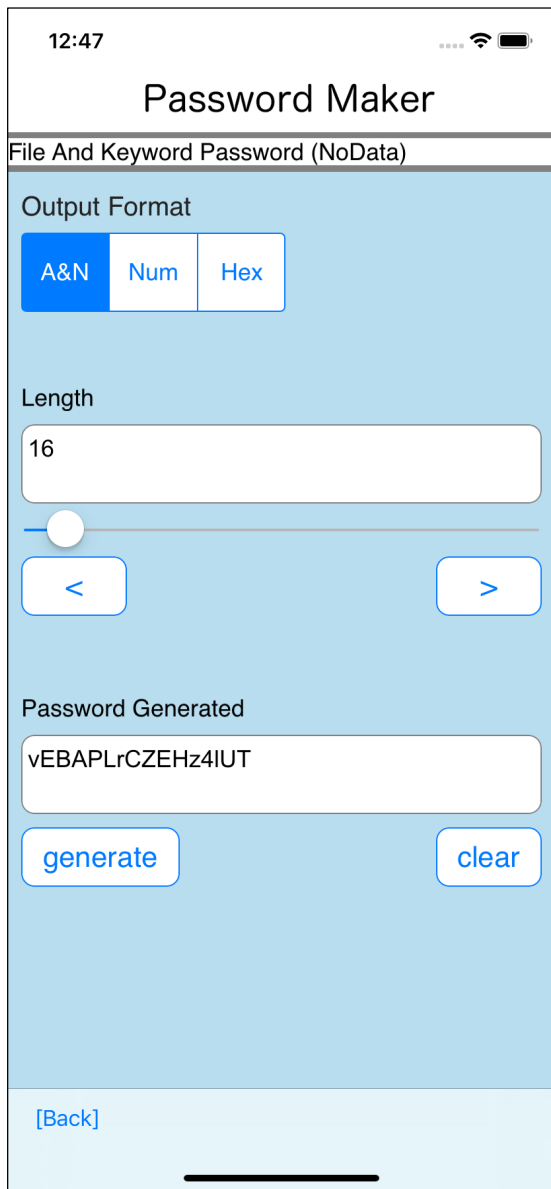 12:47
Password Maker
File And Keyword Password (NoData)
Output Format
A&N Num Hex
Length
16
< >
Password Generated
vEBAPLrCZEHz4lUT
generate clear
[Back]